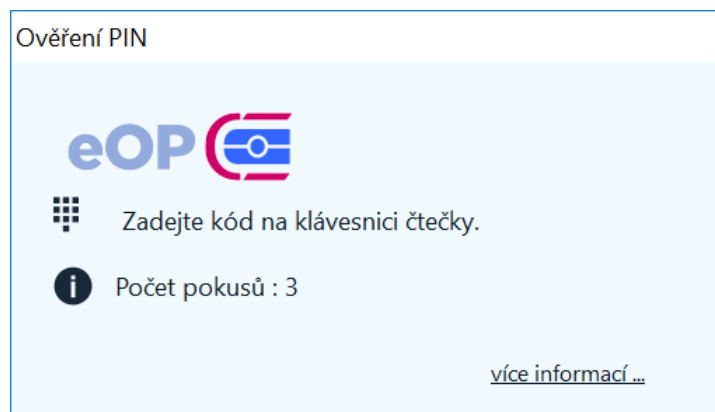 Ověření PIN
eOP
Zadejte kód na klávesnici čtečky.
Počet pokusů : 3
více informací ...